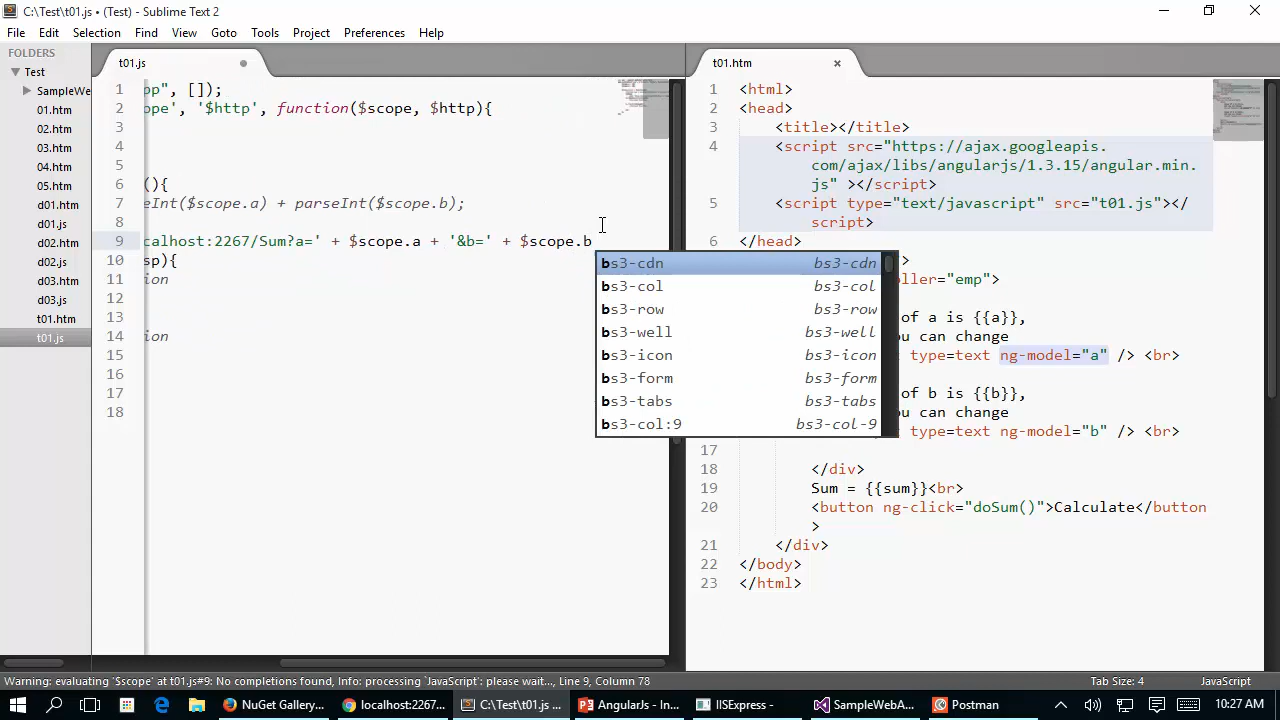 C:\Test\t01.js • (Test) - Sublime Text 2
File Edit Selection Find View Goto Tools Project Preferences Help
FOLDERS
Test
SampleWe
01.htm
02.htm
03.htm
04.htm
05.htm
d01.htm
d01.js
d02.htm
d02.js
d03.htm
d03.js
t01.htm
t01.js
t01.js
1 pp", []);
2 ope', '$http', function($scope, $http){
3
4
5
6 (){
7 eInt($scope.a) + parseInt($scope.b);
8
9 calhost:2267/Sum?a=' + $scope.a + '&b=' + $scope.b
10 sp){
11 ion
12
13
14 ion
15
16
17
18
bs3-cdn bs3-cdn
bs3-col bs3-col
bs3-row bs3-row
bs3-well bs3-well
bs3-icon bs3-icon
bs3-form bs3-form
bs3-tabs bs3-tabs
bs3-col:9 bs3-col-9
t01.htm
1 <html>
2 <head>
3 <title></title>
4 <script src="https://ajax.googleapis.
com/ajax/libs/angularjs/1.3.15/angular.min.
js" ></script>
5 <script type="text/javascript" src="t01.js"></
script>
6 </head>
>
oller="emp">
of a is {{a}},
ou can change
type=text ng-model="a" /> <br>
of b is {{b}},
ou can change
type=text ng-model="b" /> <br>
17
18 </div>
19 Sum = {{sum}}<br>
20 <button ng-click="doSum()">Calculate</button
>
21 </div>
22 </body>
23 </html>
Warning: evaluating '$scope' at t01.js#9: No completions found, Info: processing `JavaScript`: please wait..., Line 9, Column 78
Tab Size: 4
JavaScript
NuGet Gallery...
localhost:2267...
C:\Test\t01.js ...
AngularJs - In...
IISExpress -
SampleWebA...
Postman
10:27 AM